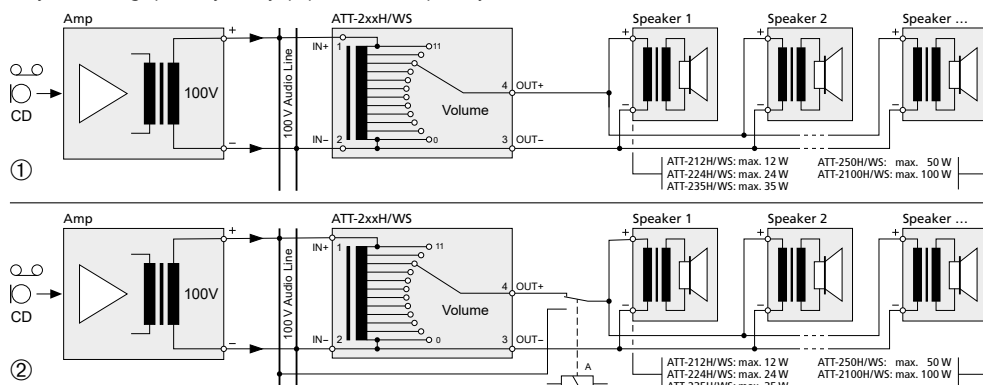 Amp ATT-2xxH/WS Speaker 1 Speaker 2 Speaker …
+ IN+ 1 11 + + +
100V 100 V Audio Line 4 OUT+
CD Volume
− − −
− IN− 2 0 3 OUT−
①
ATT-212H/WS: max. 12 W ATT-250H/WS: max. 50 W
ATT-224H/WS: max. 24 W ATT-2100H/WS: max. 100 W
ATT-235H/WS: max. 35 W
Amp ATT-2xxH/WS Speaker 1 Speaker 2 Speaker …
+ IN+ 1 11 + + +
100V 100 V Audio Line 4 OUT+
CD Volume
− − −
− IN− 2 0 3 OUT−
②
A
ATT-212H/WS: max. 12 W ATT-250H/WS: max. 50 W
ATT-224H/WS: max. 24 W ATT-2100H/WS: max. 100 W